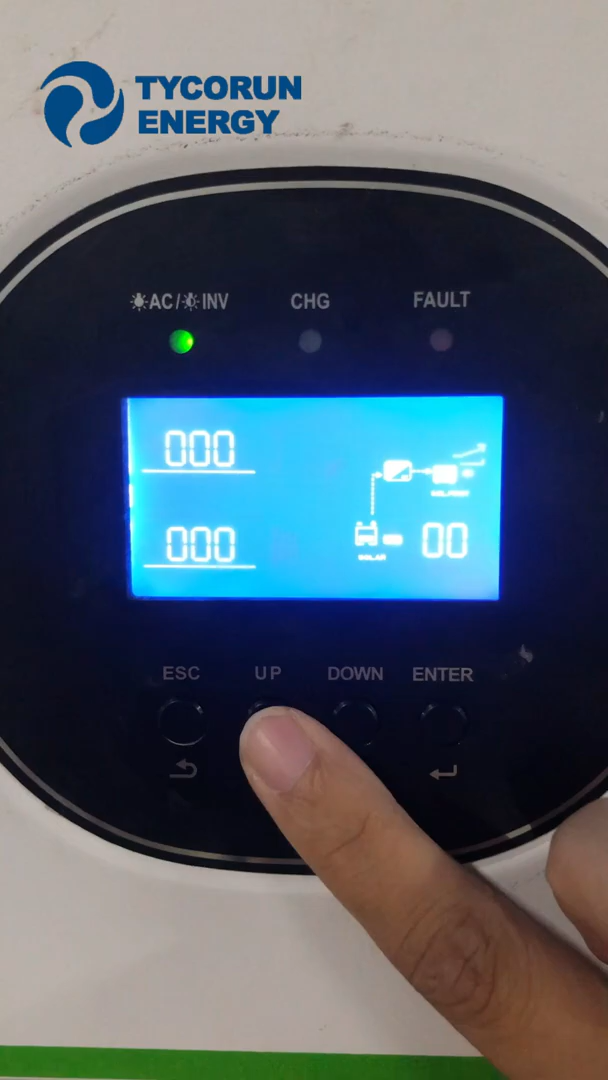 TYCORUN
ENERGY
AC/ INV CHG FAULT
000
000
00
ESC UP DOWN ENTER